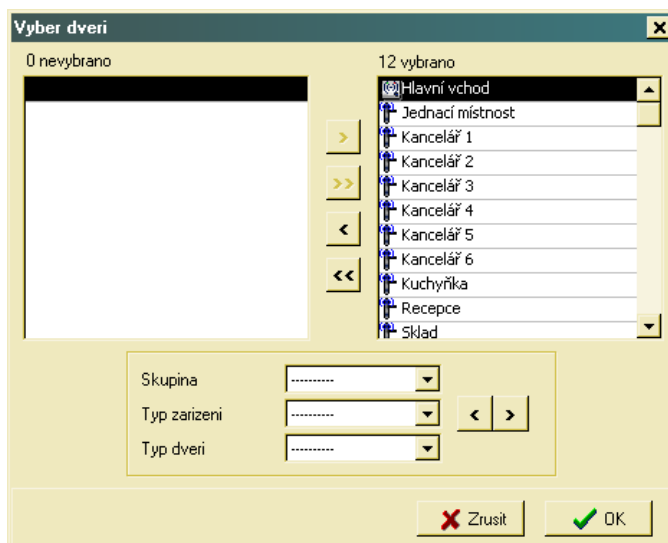 Vyber dveri
0 nevybrano
12 vybrano
Hlavní vchod
Jednací místnost
Kancelář 1
Kancelář 2
Kancelář 3
Kancelář 4
Kancelář 5
Kancelář 6
Kuchyňka
Recepce
Sklad
>
>>
<
<<
Skupina ----------
Typ zarizeni ----------
Typ dveri ----------
< >
Zrusit OK